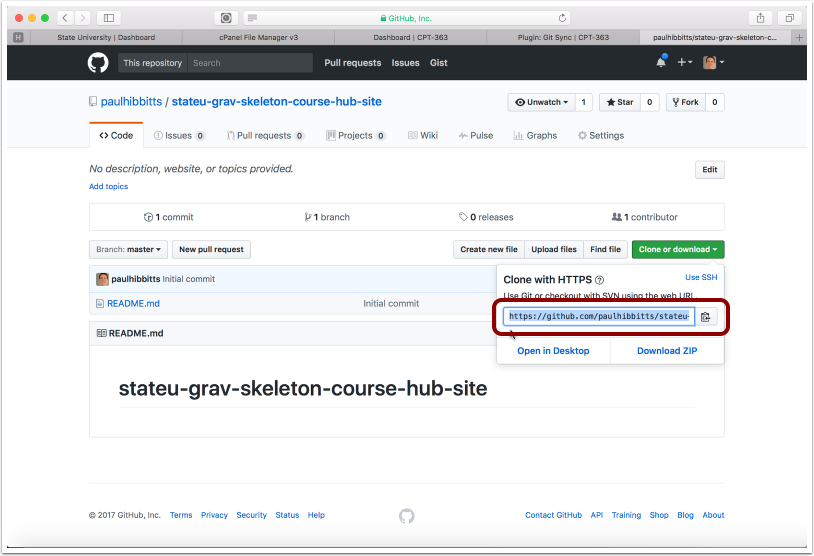 GitHub, Inc.
H
State University | Dashboard
cPanel File Manager v3
Dashboard | CPT-363
Plugin: Git Sync | CPT-363
paulhibbitts/stateu-grav-skeleton-c...
This repository Search Pull requests Issues Gist
paulhibbitts / stateu-grav-skeleton-course-hub-site
Unwatch 1 Star 0 Fork 0
Code Issues 0 Pull requests 0 Projects 0 Wiki Pulse Graphs Settings
No description, website, or topics provided. Edit
Add topics
1 commit 1 branch 0 releases 1 contributor
Branch: master New pull request Create new file Upload files Find file Clone or download
paulhibbitts Initial commit
README.md Initial commit
Clone with HTTPS ? Use SSH
Use Git or checkout with SVN using the web URL.
https://github.com/paulhibbitts/stateu-
Open in Desktop Download ZIP
README.md
stateu-grav-skeleton-course-hub-site
© 2017 GitHub, Inc. Terms Privacy Security Status Help Contact GitHub API Training Shop Blog About